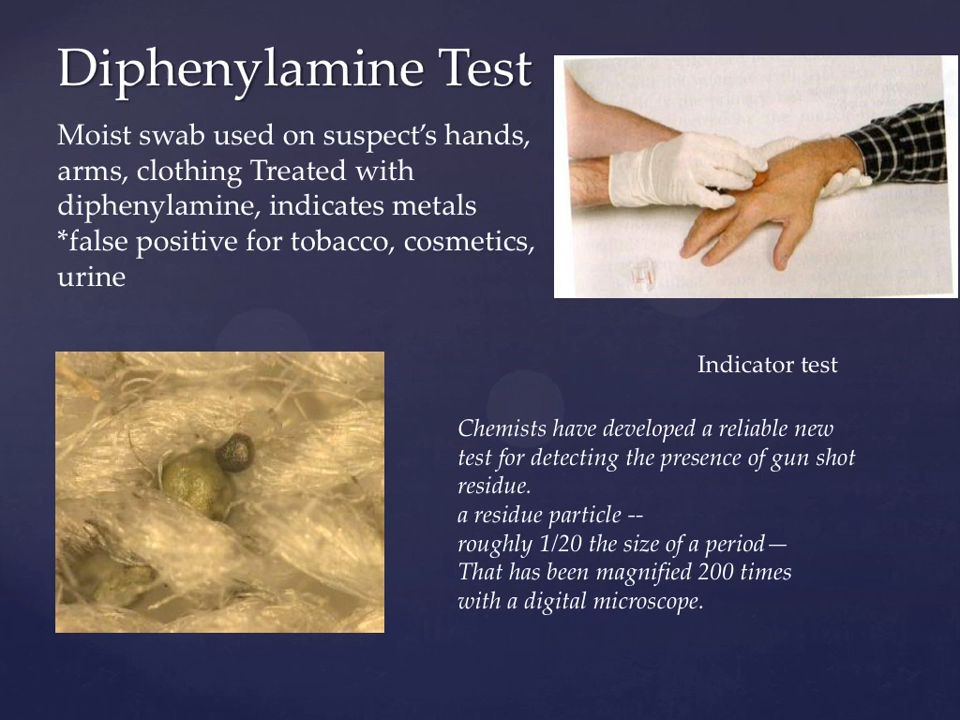 Diphenylamine Test
Moist swab used on suspect's hands,
arms, clothing Treated with
diphenylamine, indicates metals
*false positive for tobacco, cosmetics,
urine
Indicator test
Chemists have developed a reliable new
test for detecting the presence of gun shot
residue.
a residue particle --
roughly 1/20 the size of a period—
That has been magnified 200 times
with a digital microscope.